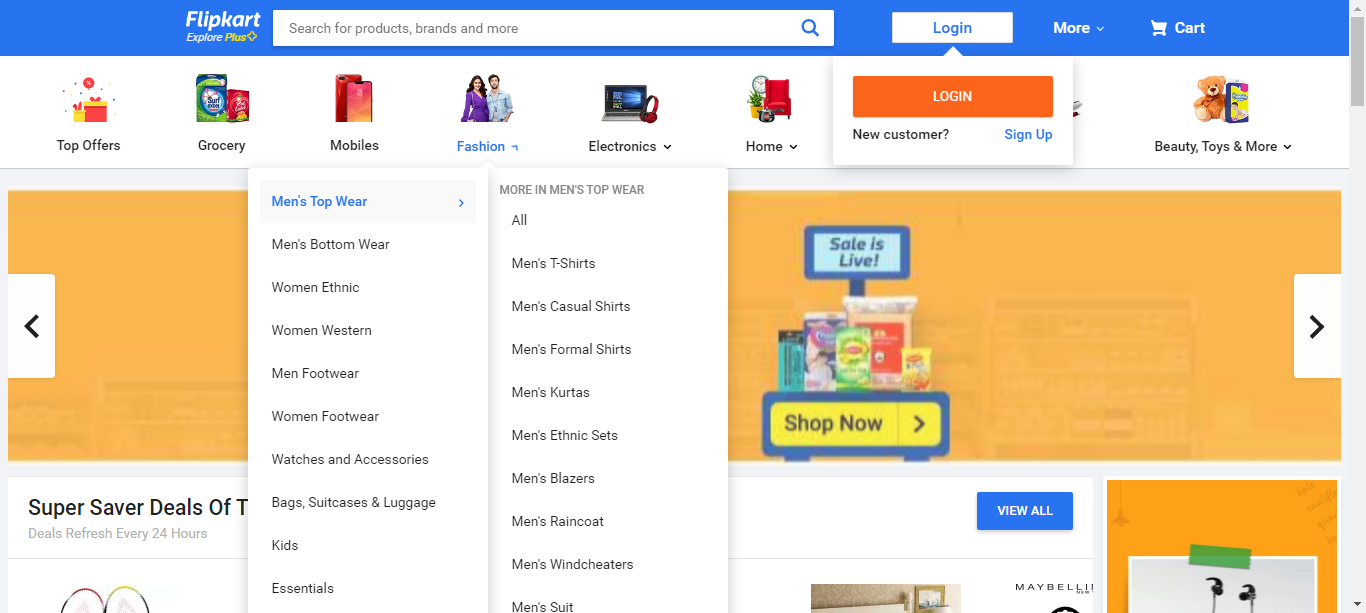 Flipkart
Explore Plus
Search for products, brands and more
Login
More
Cart
LOGIN
New customer? Sign Up
Top Offers
Grocery
Mobiles
Fashion
Electronics
Home
Beauty, Toys & More
Men's Top Wear
Men's Bottom Wear
Women Ethnic
Women Western
Men Footwear
Women Footwear
Watches and Accessories
Bags, Suitcases & Luggage
Kids
Essentials
MORE IN MEN'S TOP WEAR
All
Men's T-Shirts
Men's Casual Shirts
Men's Formal Shirts
Men's Kurtas
Men's Ethnic Sets
Men's Blazers
Men's Raincoat
Men's Windcheaters
Men's Suit
Sale is
Live!
Shop Now
Super Saver Deals Of T
Deals Refresh Every 24 Hours
VIEW ALL
MAYBELLI